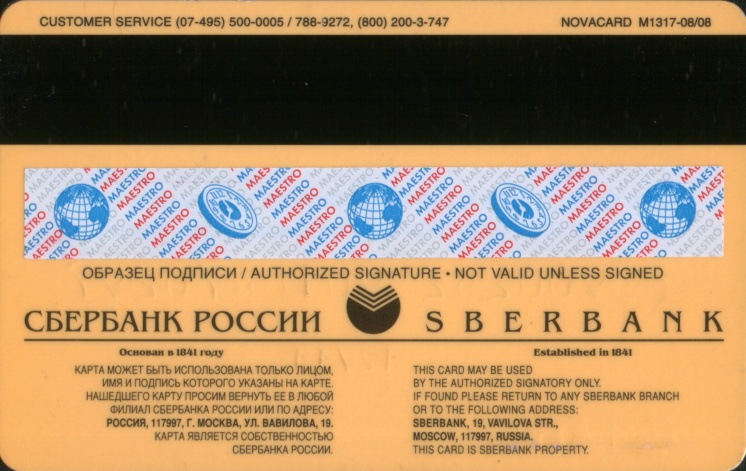 CUSTOMER SERVICE (07-495) 500-0005 / 788-9272, (800) 200-3-747 NOVACARD M1317-08/08
MAESTRO MAESTRO MAESTRO MAESTRO MAESTRO
ОБРАЗЕЦ ПОДПИСИ / AUTHORIZED SIGNATURE • NOT VALID UNLESS SIGNED
СБЕРБАНК РОССИИ SBERBANK
Основан в 1841 году
КАРТА МОЖЕТ БЫТЬ ИСПОЛЬЗОВАНА ТОЛЬКО ЛИЦОМ,
ИМЯ И ПОДПИСЬ КОТОРОГО УКАЗАНЫ НА КАРТЕ.
НАШЕДШЕГО КАРТУ ПРОСИМ ВЕРНУТЬ ЕЕ В ЛЮБОЙ
ФИЛИАЛ СБЕРБАНКА РОССИИ ИЛИ ПО АДРЕСУ:
РОССИЯ, 117997, Г. МОСКВА, УЛ. ВАВИЛОВА, 19.
КАРТА ЯВЛЯЕТСЯ СОБСТВЕННОСТЬЮ
СБЕРБАНКА РОССИИ.
Established in 1841
THIS CARD MAY BE USED
BY THE AUTHORIZED SIGNATORY ONLY.
IF FOUND PLEASE RETURN TO ANY SBERBANK BRANCH
OR TO THE FOLLOWING ADDRESS:
SBERBANK, 19, VAVILOVA STR.,
MOSCOW, 117997, RUSSIA.
THIS CARD IS SBERBANK PROPERTY.